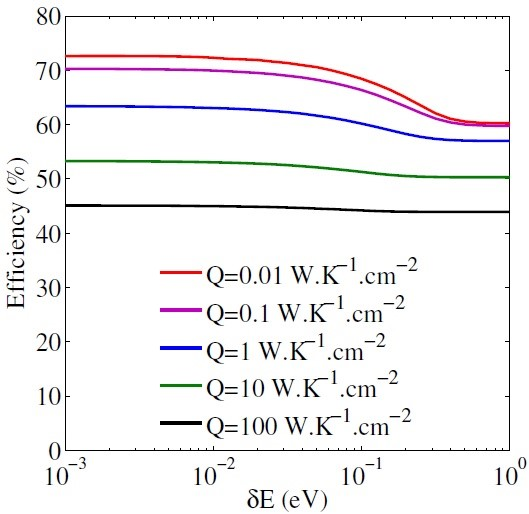 80
70
60
50
40
30
20
10
0
Efficiency (%)
Q=0.01 W.K⁻¹.cm⁻²
Q=0.1 W.K⁻¹.cm⁻²
Q=1 W.K⁻¹.cm⁻²
Q=10 W.K⁻¹.cm⁻²
Q=100 W.K⁻¹.cm⁻²
10⁻³ 10⁻² 10⁻¹ 10⁰
δE (eV)